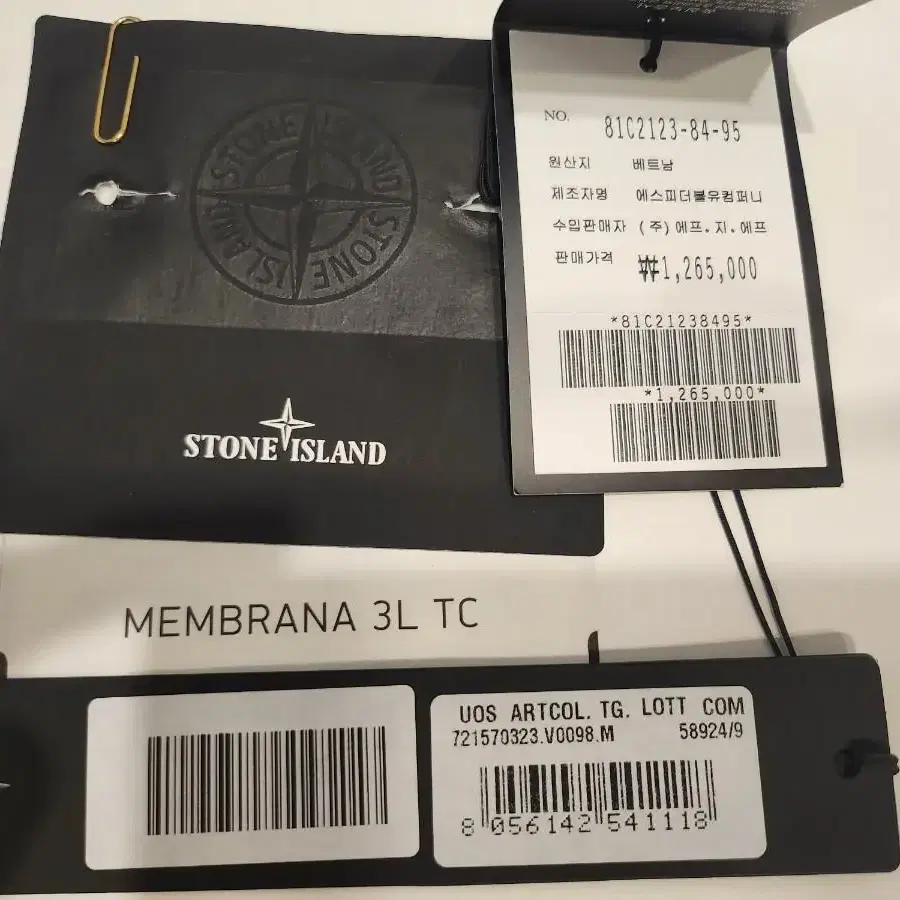 STONE ISLAND STONE ISLAND
STONE ISLAND
NO. 81C2123-84-95
원산지 베트남
제조자명 에스피더불유컴퍼니
수입판매자 (주)에프.지.에프
판매가격 ₩1,265,000
*81C21238495*
*1,265,000*
MEMBRANA 3L TC
UOS ARTCOL. TG. LOTT COM
721570323.V0098.M 58924/9
8 056142 541118